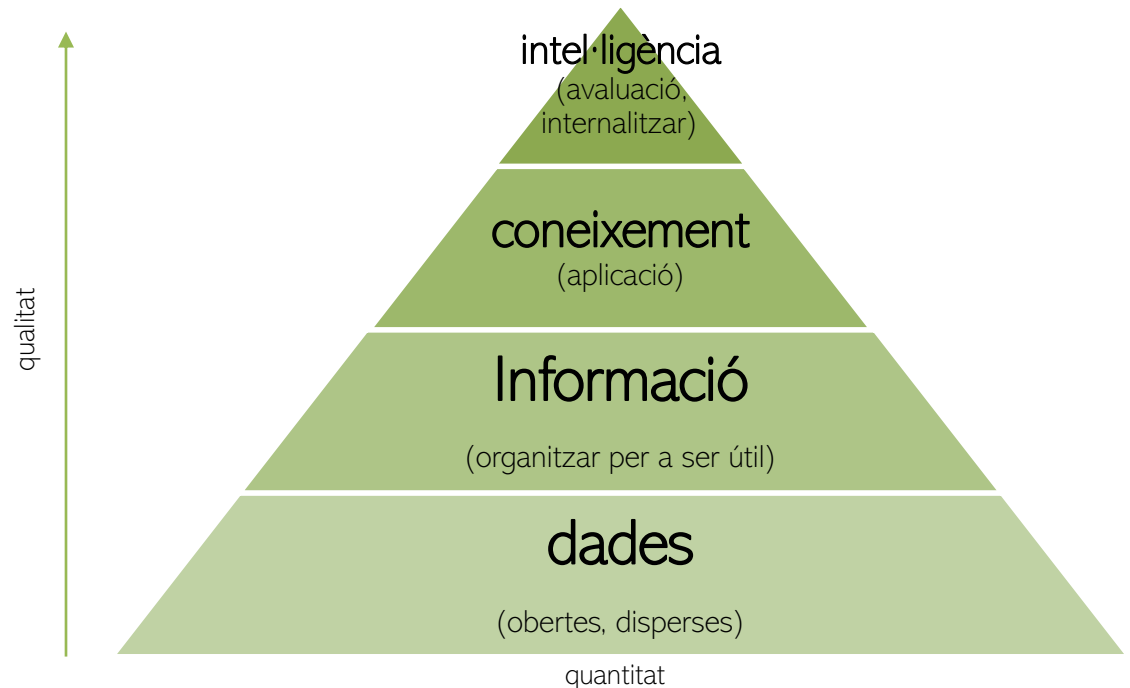 intel·ligència
(avaluació,
internalitzar)
coneixement
(aplicació)
Informació
(organitzar per a ser útil)
dades
(obertes, disperses)
quantitat
qualitat